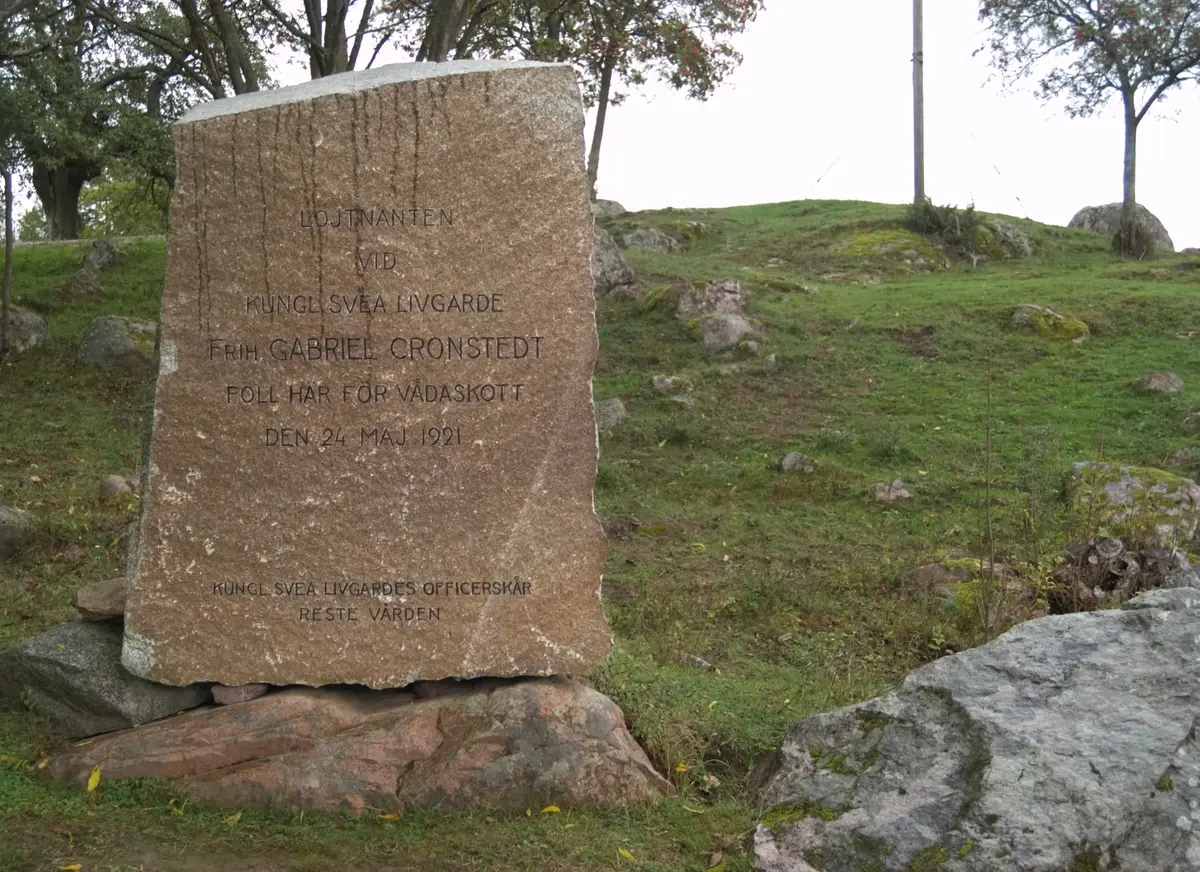 LÖJTNANTEN
VID
KUNGL. SVEA LIVGARDE
FRIH. GABRIEL CRONSTEDT
FÖLL HÄR FÖR VÅDASKOTT
DEN 24 MAJ 1921
KUNGL. SVEA LIVGARDES OFFICERSKÅR
RESTE VÅRDEN